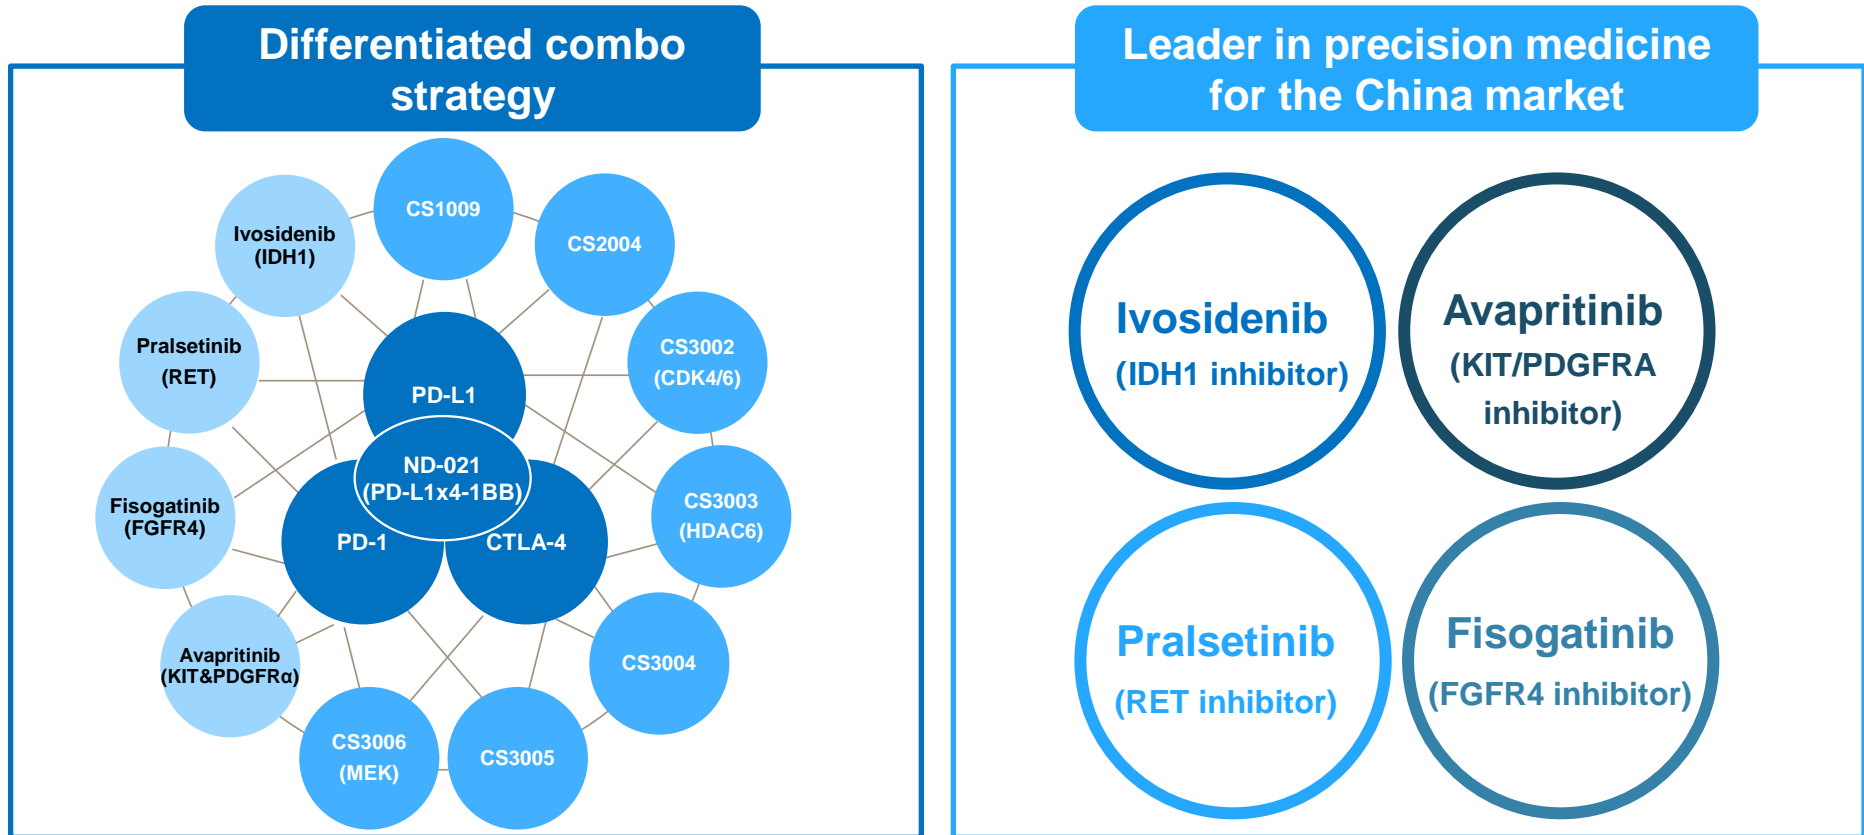 Differentiated combo
strategy
CS1009
CS2004
Ivosidenib
(IDH1)
Pralsetinib
(RET)
CS3002
(CDK4/6)
PD-L1
ND-021
(PD-L1x4-1BB)
Fisogatinib
(FGFR4)
CS3003
(HDAC6)
PD-1
CTLA-4
Avapritinib
(KIT&PDGFRα)
CS3004
CS3006
(MEK)
CS3005
Leader in precision medicine
for the China market
Ivosidenib
(IDH1 inhibitor)
Avapritinib
(KIT/PDGFRA
inhibitor)
Pralsetinib
(RET inhibitor)
Fisogatinib
(FGFR4 inhibitor)